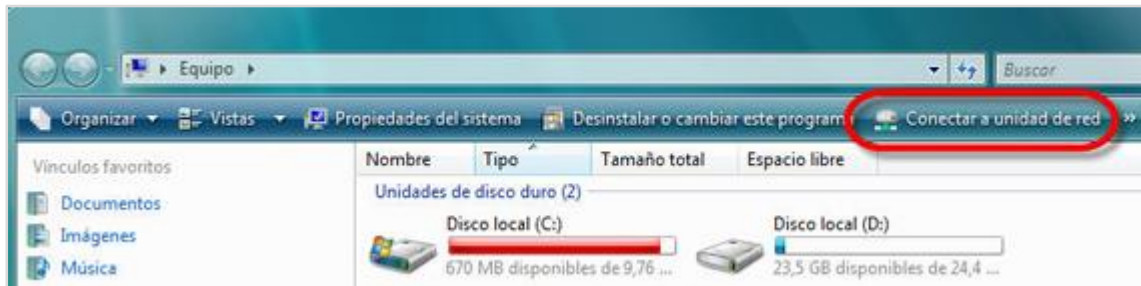 Equipo
Buscar
Organizar Vistas Propiedades del sistema Desinstalar o cambiar este programa Conectar a unidad de red »
Vínculos favoritos
Nombre Tipo Tamaño total Espacio libre
Unidades de disco duro (2)
Documentos
Disco local (C:) Disco local (D:)
Imágenes
Música
670 MB disponibles de 9,76 ... 23,5 GB disponibles de 24,4 ...